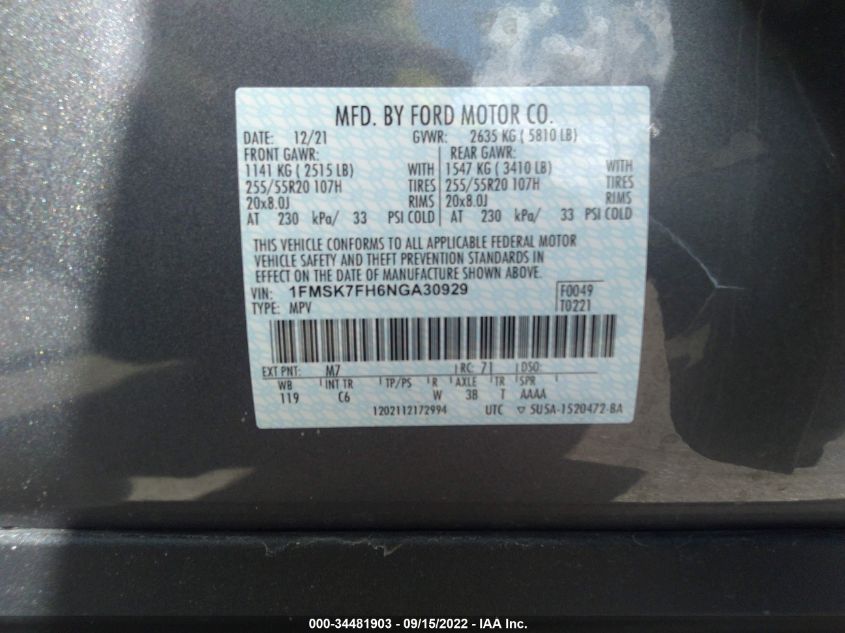 MFD. BY FORD MOTOR CO.
DATE: 12/21 GVWR: 2635 KG ( 5810 LB)
FRONT GAWR: REAR GAWR:
1141 KG ( 2515 LB) WITH 1547 KG ( 3410 LB) WITH
255/55R20 107H TIRES 255/55R20 107H TIRES
20x8.0J RIMS 20x8.0J RIMS
AT 230 kPa/ 33 PSI COLD AT 230 kPa/ 33 PSI COLD
THIS VEHICLE CONFORMS TO ALL APPLICABLE FEDERAL MOTOR
VEHICLE SAFETY AND THEFT PREVENTION STANDARDS IN
EFFECT ON THE DATE OF MANUFACTURE SHOWN ABOVE.
VIN: 1FMSK7FH6NGA30929 F0049
TYPE: MPV T0221
EXT PNT: M7 RC: 71 DSO:
WB INT TR TP/PS R AXLE TR SPR
119 C6 W 38 T AAAA
1202112172994 UTC ▽ SU5A-1520472-BA
000-34481903 - 09/15/2022 - IAA Inc.